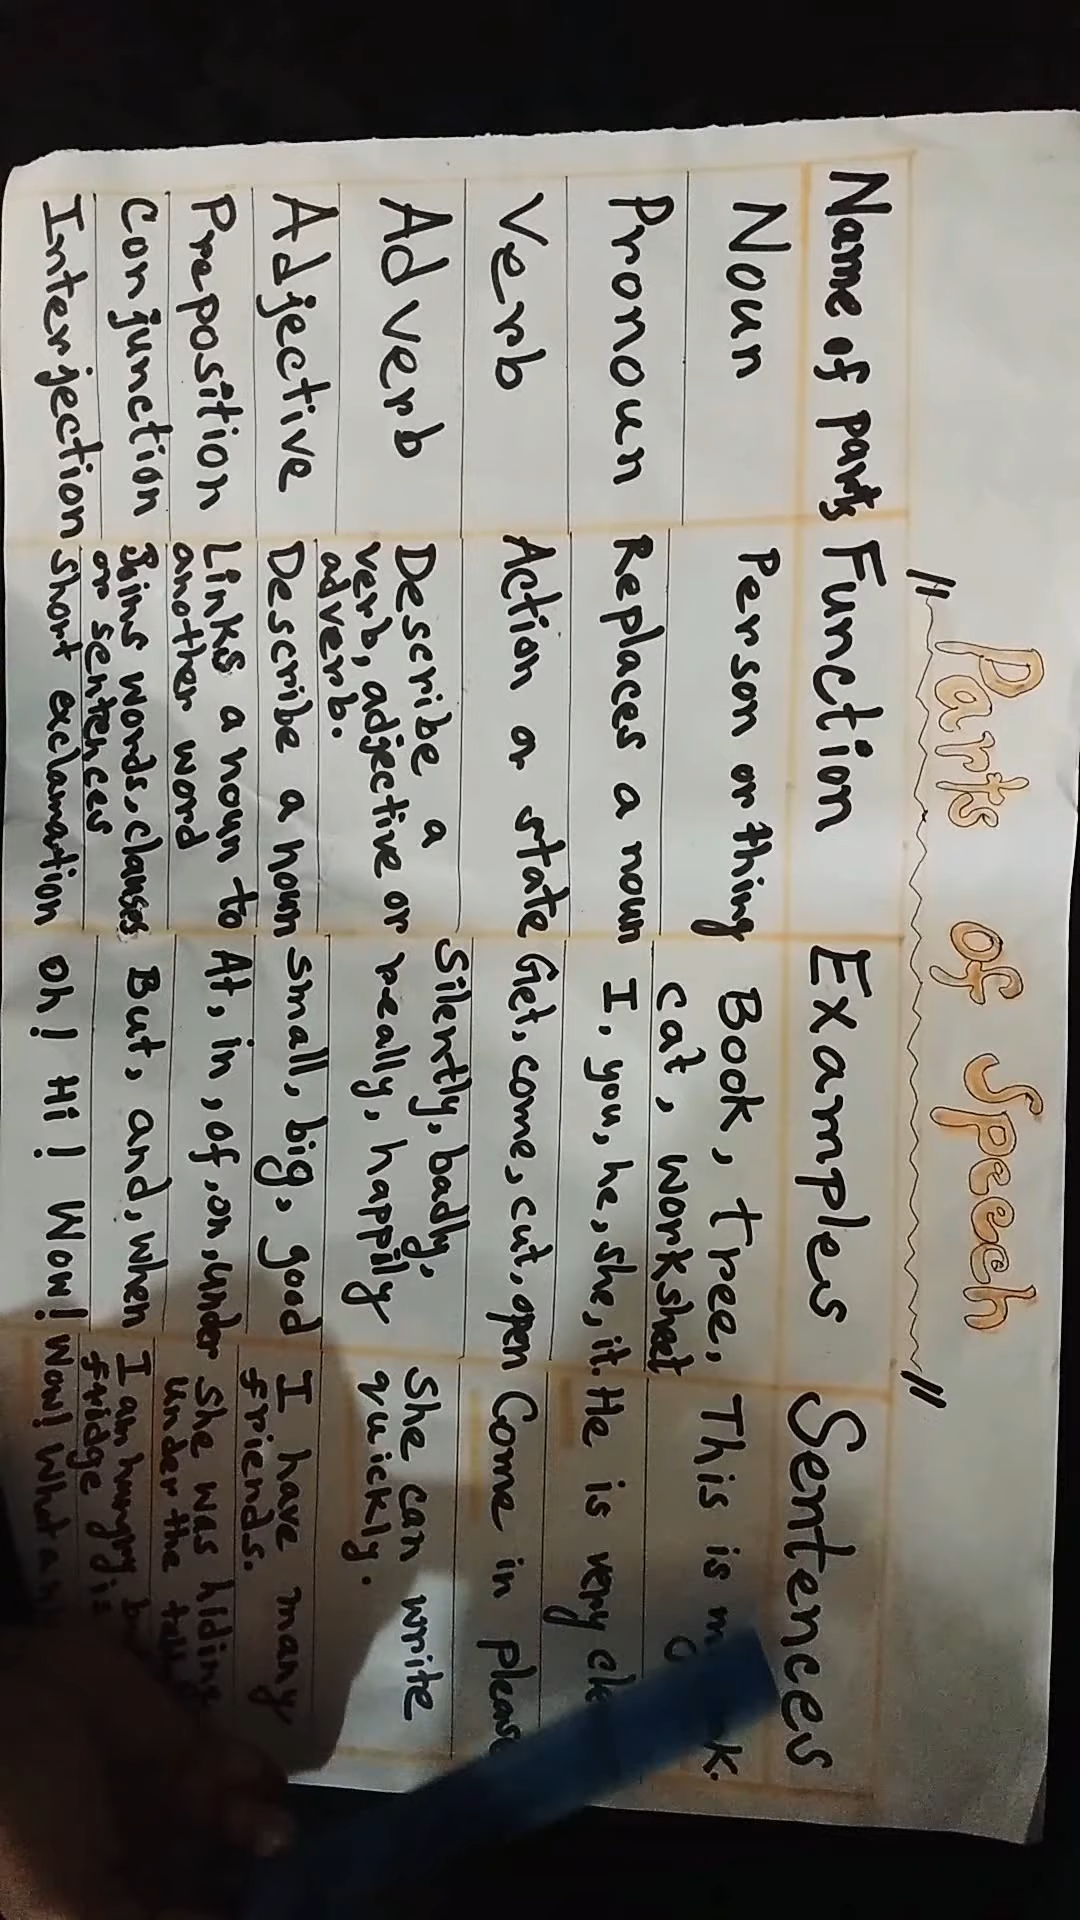 "Parts of Speech"
Name of parts Function Examples Sentences
Noun Person or thing Book, tree, This is
cat, worksheet
Pronoun Replaces a noun I, you, he, she, it. He is very
Verb Action or state Get, come, cut, open Come in please
Adverb Describe a verb, adjective or adverb. Silently, badly, really, happily She can write quickly.
Adjective Describe a noun small, big, good I have many friends.
Preposition Links a noun to another word At, in, of, on, under She was hiding under the
Conjunction Joins words, clauses or sentences But, and, when I am hungry fridge
Interjection Short exclamation Oh! Hi! Wow! Wow! What a